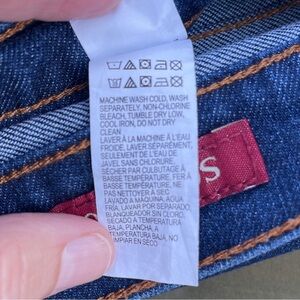 MACHINE WASH COLD, WASH
SEPARATELY, NON-CHLORINE
BLEACH, TUMBLE DRY LOW,
COOL IRON, DO NOT DRY
CLEAN
LAVER À LA MACHINE À L'EAU
FROIDE, LAVER SÉPARÉMENT,
SEULEMENT DE L'EAU DE
JAVEL SANS CHLORURE,
SÉCHER PAR CULBUTAGE À
BASSE TEMPÉRATURE, FER À
BASSE TEMPÉRATURE, NE
PAS NETTOYER À SEC
LAVADO A MÁQUINA, AGUA
FRÍA, LAVAR POR SEPARADO,
BLANQUEADOR SIN CLORO,
SECADO A TEMPERATURA
BAJA, PLANCHA, A
TEMPERATURA BAJA, NO
IMPIAR EN SECO
S